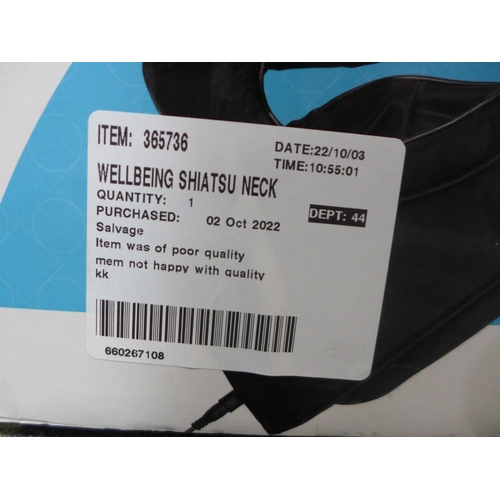 ITEM: 365736
DATE:22/10/03
TIME:10:55:01
WELLBEING SHIATSU NECK
QUANTITY: 1
PURCHASED: 02 Oct 2022
DEPT: 44
Salvage
Item was of poor quality
mem not happy with quality
kk
660267108